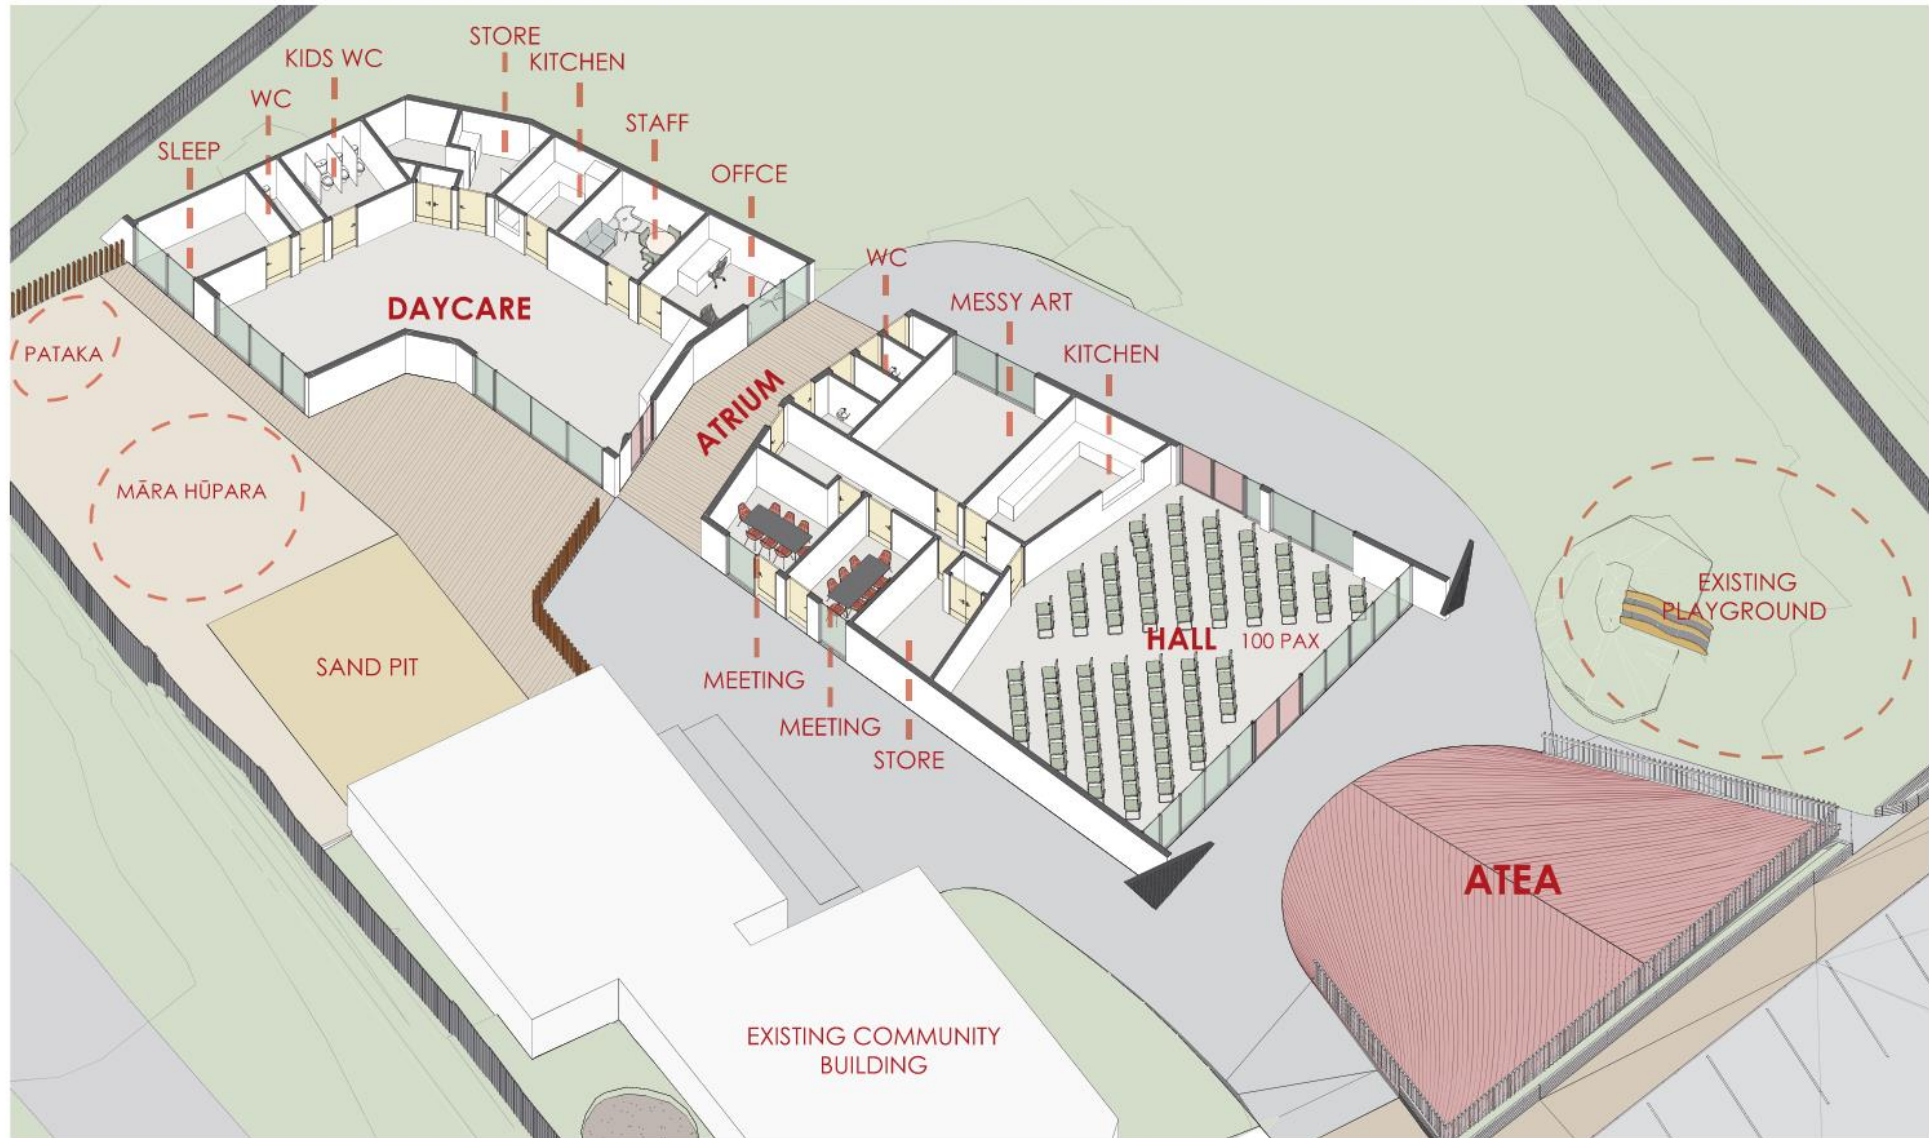 STORE
KIDS WC
KITCHEN
WC
STAFF
SLEEP
OFFCE
WC
MESSY ART
DAYCARE
PATAKA
KITCHEN
ATRIUM
MĀRA HŪPARA
EXISTING
PLAYGROUND
HALL 100 PAX
SAND PIT
MEETING
MEETING
STORE
ATEA
EXISTING COMMUNITY
BUILDING